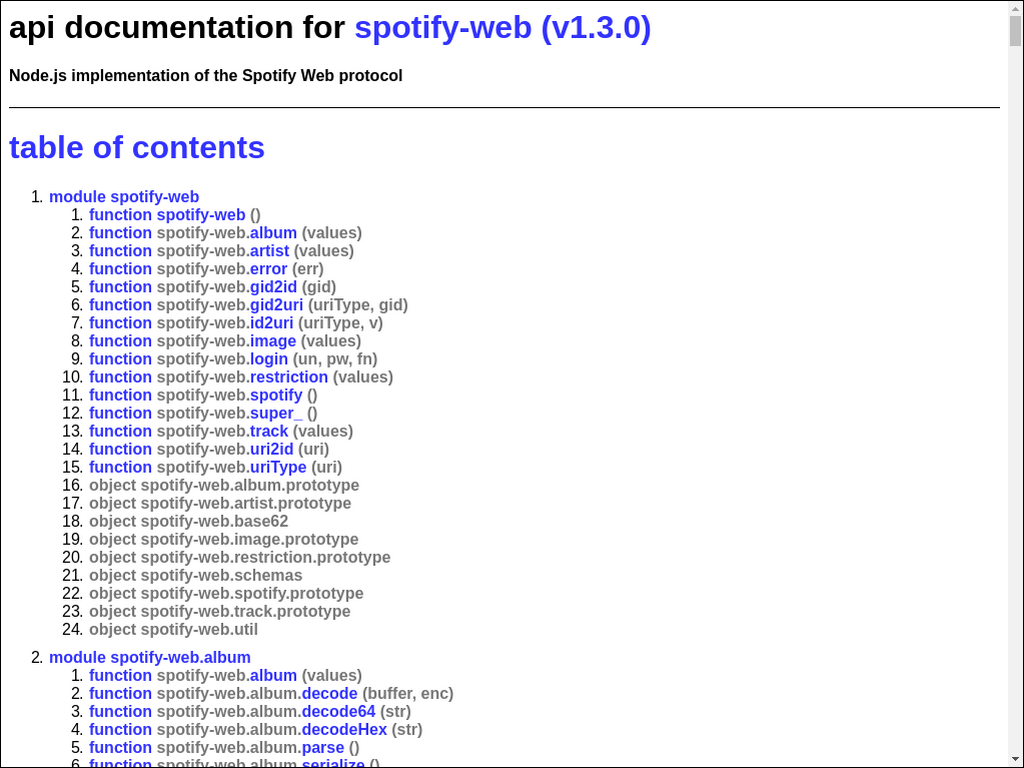 api documentation for spotify-web (v1.3.0)
Node.js implementation of the Spotify Web protocol
table of contents
1. module spotify-web
1. function spotify-web ()
2. function spotify-web.album (values)
3. function spotify-web.artist (values)
4. function spotify-web.error (err)
5. function spotify-web.gid2id (gid)
6. function spotify-web.gid2uri (uriType, gid)
7. function spotify-web.id2uri (uriType, v)
8. function spotify-web.image (values)
9. function spotify-web.login (un, pw, fn)
10. function spotify-web.restriction (values)
11. function spotify-web.spotify ()
12. function spotify-web.super_ ()
13. function spotify-web.track (values)
14. function spotify-web.uri2id (uri)
15. function spotify-web.uriType (uri)
16. object spotify-web.album.prototype
17. object spotify-web.artist.prototype
18. object spotify-web.base62
19. object spotify-web.image.prototype
20. object spotify-web.restriction.prototype
21. object spotify-web.schemas
22. object spotify-web.spotify.prototype
23. object spotify-web.track.prototype
24. object spotify-web.util
2. module spotify-web.album
1. function spotify-web.album (values)
2. function spotify-web.album.decode (buffer, enc)
3. function spotify-web.album.decode64 (str)
4. function spotify-web.album.decodeHex (str)
5. function spotify-web.album.parse ()
6. function spotify-web.album.serialize ()